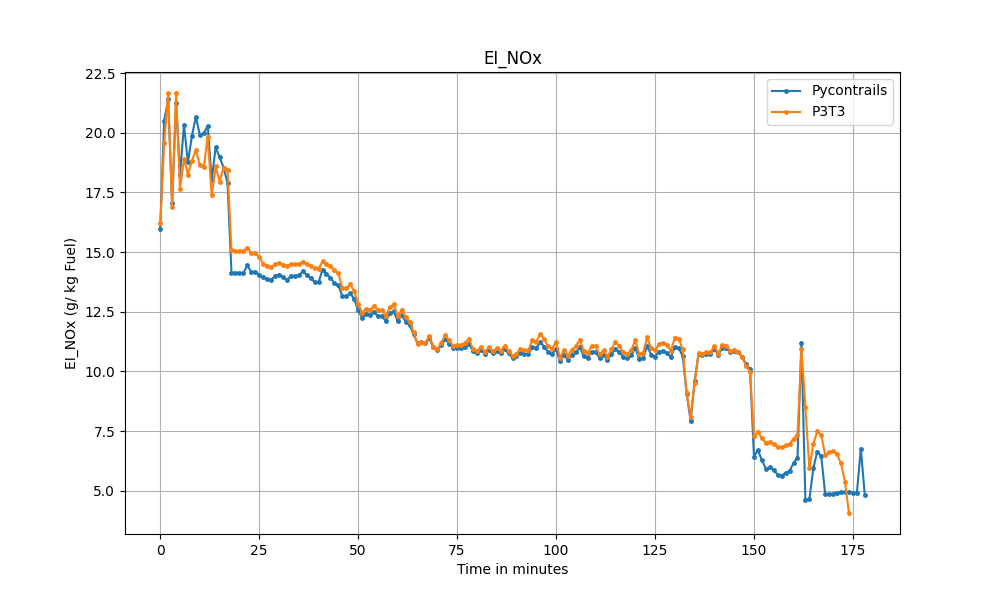 EI_NOx
22.5
20.0
17.5
15.0
12.5
10.0
7.5
5.0
EI_NOx (g/ kg Fuel)
Pycontrails
P3T3
0 25 50 75 100 125 150 175
Time in minutes